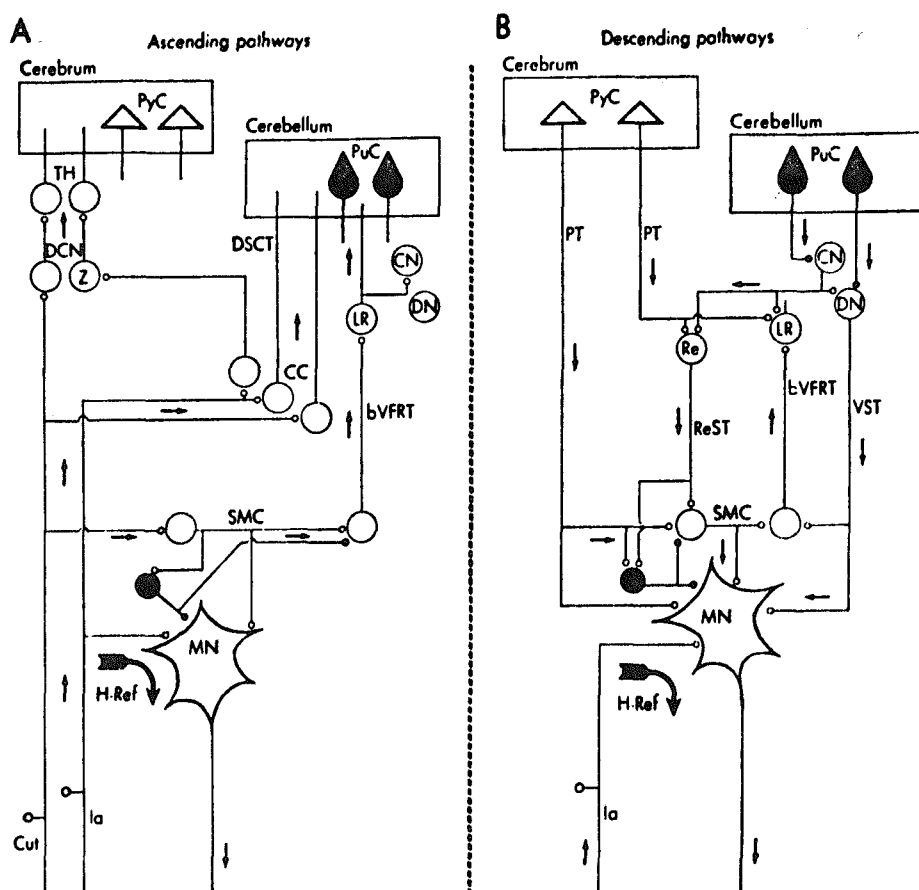 A
Ascending pathways
Cerebrum
PyC
Cerebellum
PuC
TH
DCN
Z
DSCT
CN
DN
LR
CC
bVFRT
SMC
MN
H-Ref
Ia
Cut
B
Descending pathways
Cerebrum
PyC
Cerebellum
PuC
PT
PT
CN
DN
LR
Re
bVFRT
VST
ReST
SMC
MN
H-Ref
Ia